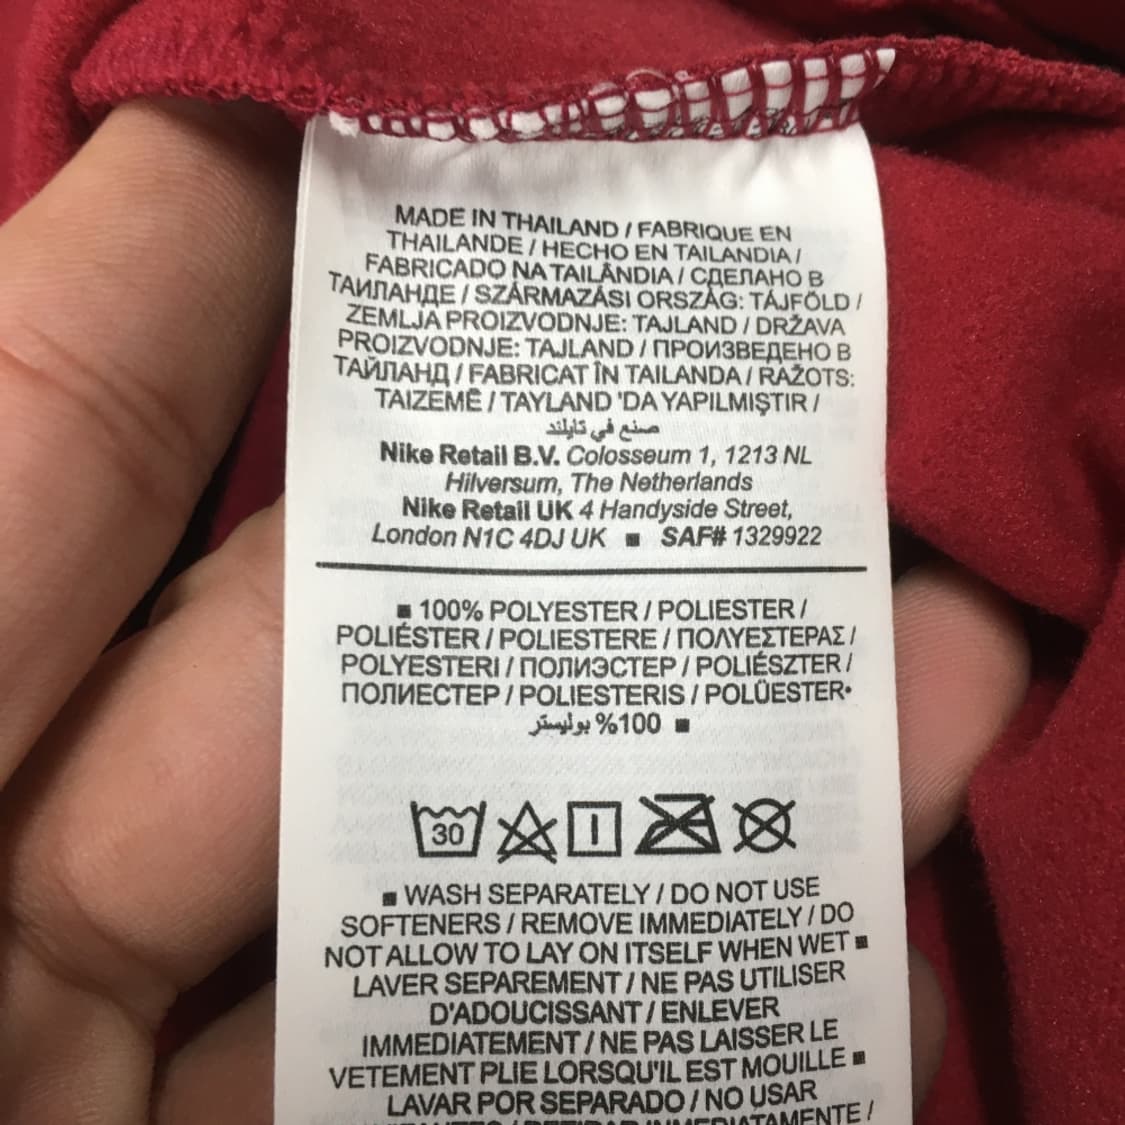 MADE IN THAILAND / FABRIQUE EN
THAILANDE / HECHO EN TAILANDIA /
FABRICADO NA TAILÂNDIA / СДЕЛАНО В
ТАИЛАНДЕ / SZÁRMAZÁSI ORSZÁG: TÁJFÖLD /
ZEMLJA PROIZVODNJE: TAJLAND / DRŽAVA
PROIZVODNJE: TAJLAND / ПРОИЗВЕДЕНО В
ТАЙЛАНД / FABRICAT ÎN TAILANDA / RAŽOTS:
TAIZEMĒ / TAYLAND 'DA YAPILMIŞTIR /
صنع في تايلند
Nike Retail B.V. Colosseum 1, 1213 NL
Hilversum, The Netherlands
Nike Retail UK 4 Handyside Street,
London N1C 4DJ UK ■ SAF# 1329922
■ 100% POLYESTER / POLIESTER /
POLIÉSTER / POLIESTERE / ΠΟΛΥΕΣΤΕΡΑΣ /
POLYESTERI / ПОЛИЭСТЕР / POLIÉSZTER /
ПОЛИЕСТЕР / POLIESTERIS / POLÜESTER•
■ 100% بوليستر
30
■ WASH SEPARATELY / DO NOT USE
SOFTENERS / REMOVE IMMEDIATELY / DO
NOT ALLOW TO LAY ON ITSELF WHEN WET ■
LAVER SEPAREMENT / NE PAS UTILISER
D'ADOUCISSANT / ENLEVER
IMMEDIATEMENT / NE PAS LAISSER LE
VETEMENT PLIE LORSQU'IL EST MOUILLE ■
LAVAR POR SEPARADO / NO USAR
INMEDIATAMENTE /